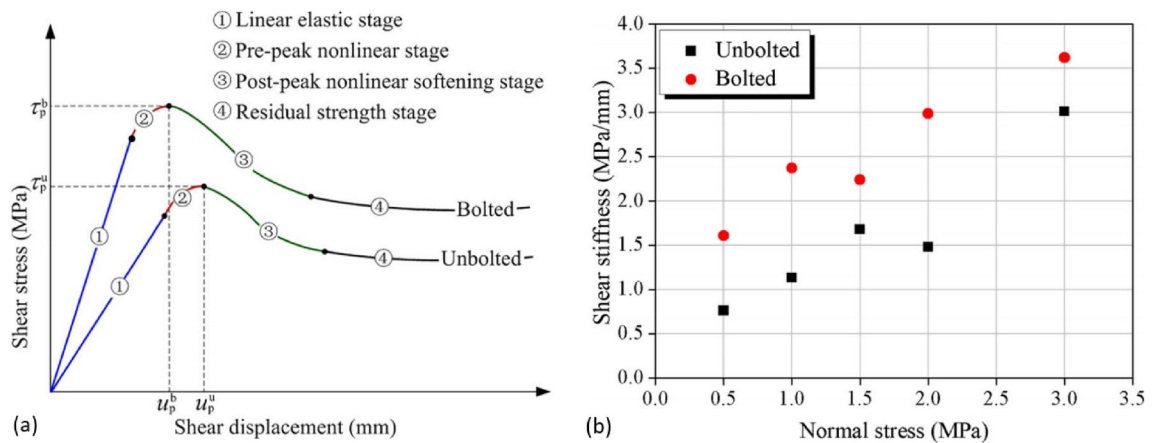 ① Linear elastic stage
② Pre-peak nonlinear stage
③ Post-peak nonlinear softening stage
④ Residual strength stage
τ_p^b
②
③
τ_p^u
②
④ Bolted
①
③
④ Unbolted
①
Shear stress (MPa)
u_p^b u_p^u
Shear displacement (mm)
(a)
Unbolted
Bolted
4.0
3.5
3.0
2.5
2.0
1.5
1.0
0.5
0.0
Shear stiffness (MPa/mm)
0.0 0.5 1.0 1.5 2.0 2.5 3.0 3.5
Normal stress (MPa)
(b)